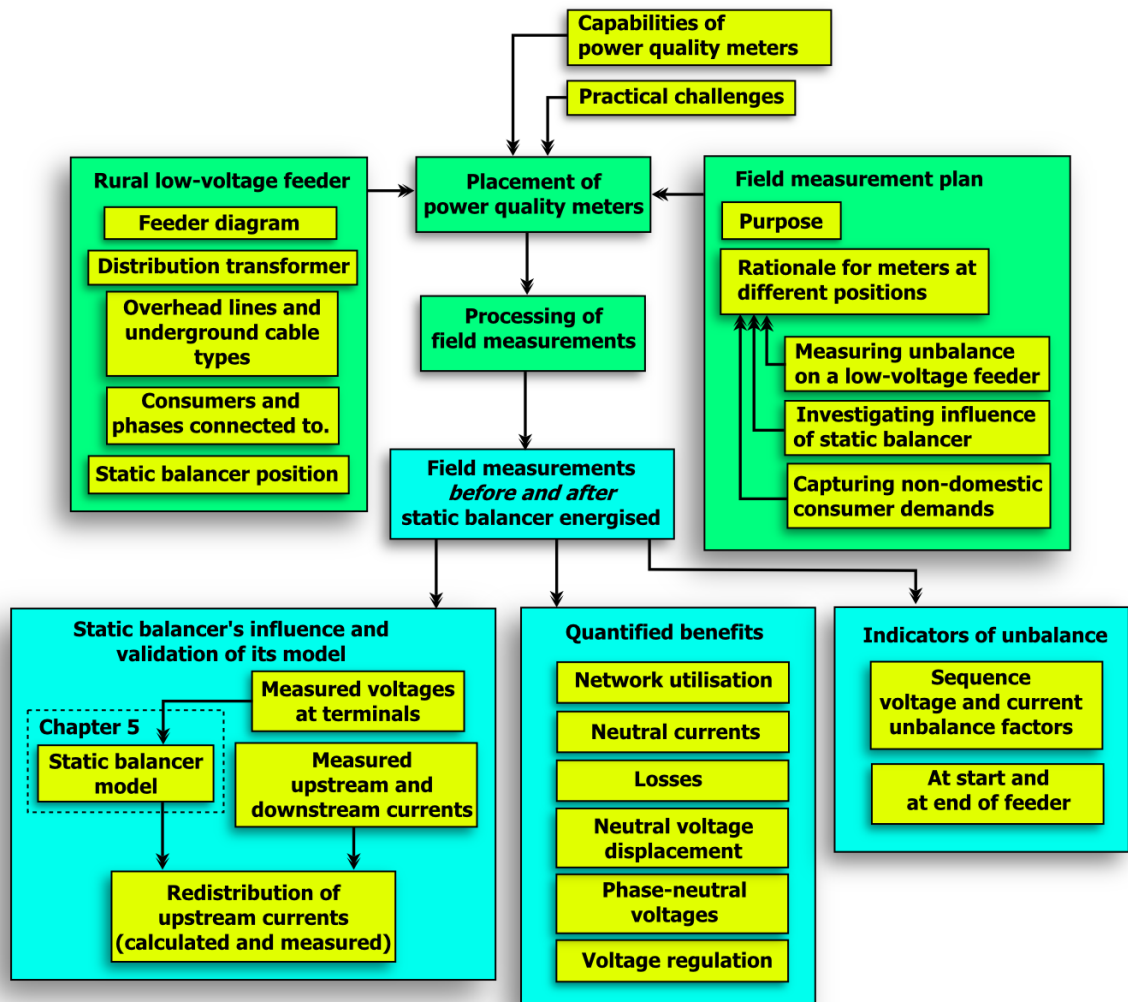 Capabilities of
power quality meters
Practical challenges
Rural low-voltage feeder
Feeder diagram
Distribution transformer
Overhead lines and
underground cable
types
Consumers and
phases connected to.
Static balancer position
Placement of
power quality meters
Processing of
field measurements
Field measurements
before and after
static balancer energised
Field measurement plan
Purpose
Rationale for meters at
different positions
Measuring unbalance
on a low-voltage feeder
Investigating influence
of static balancer
Capturing non-domestic
consumer demands
Static balancer's influence and
validation of its model
Measured voltages
at terminals
Chapter 5
Static balancer
model
Measured
upstream and
downstream currents
Redistribution of
upstream currents
(calculated and measured)
Quantified benefits
Network utilisation
Neutral currents
Losses
Neutral voltage
displacement
Phase-neutral
voltages
Voltage regulation
Indicators of unbalance
Sequence
voltage and current
unbalance factors
At start and
at end of feeder